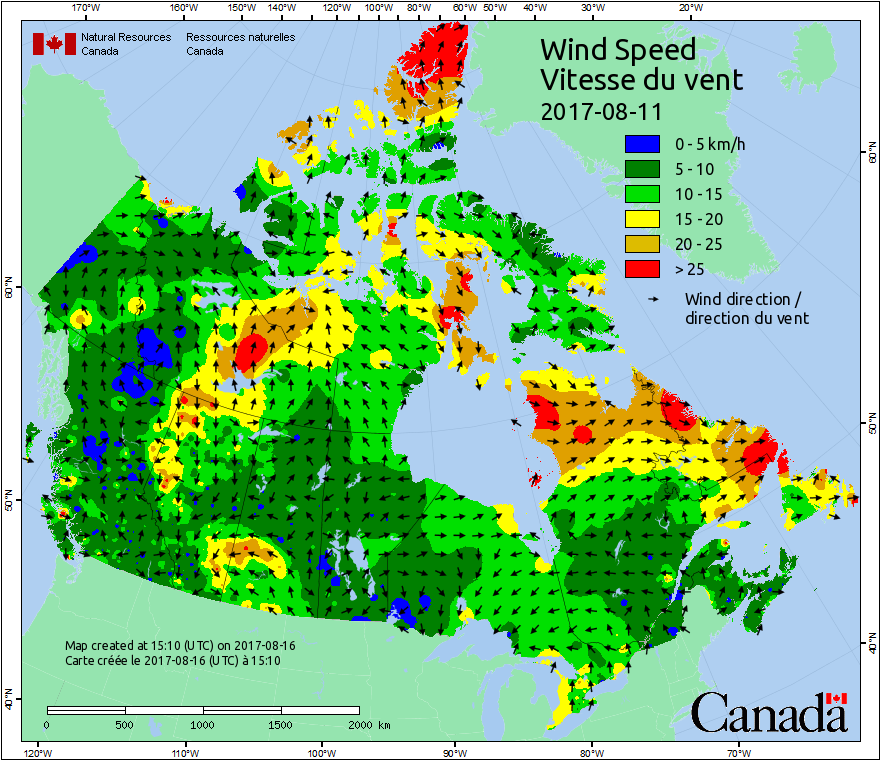 170°W 160°W 150°W 140°W 120°W 100°W 80°W 60°W 50°W 40°W 30°W 20°W
Natural Resources Ressources naturelles
Canada Canada
Wind Speed
Vitesse du vent
2017-08-11
0 - 5 km/h
5 - 10
10 - 15
15 - 20
20 - 25
> 25
Wind direction /
direction du vent
60°N 60°N
50°N 50°N
40°N 40°N
Map created at 15:10 (UTC) on 2017-08-16
Carte créée le 2017-08-16 (UTC) à 15:10
0 500 1000 1500 2000 km
Canada
120°W 110°W 100°W 90°W 80°W 70°W